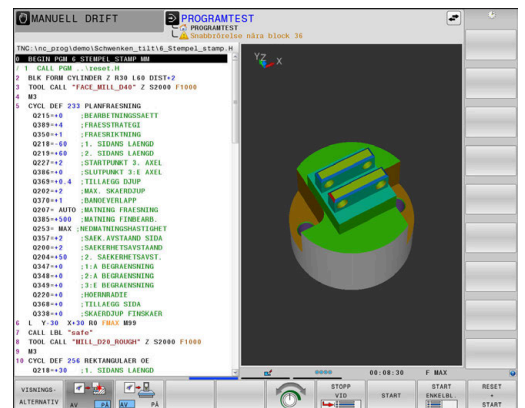 MANUELL DRIFT
PROGRAMTEST
PROGRAMTEST
Snabbrörelse nära block 36
TNC:\nc_prog\demo\Schwenken_tilt\6_Stempel_stamp.H
0 BEGIN PGM 6_STEMPEL_STAMP MM
/ 1 CALL PGM ..\reset.H
2 BLK FORM CYLINDER Z R30 L60 DIST+2
3 TOOL CALL "FACE_MILL_D40" Z S2000 F1000
4 M3
5 CYCL DEF 233 PLANFRAESNING
Q215=+0 ;BEARBETNINGSSAETT
Q389=+4 ;FRAESSTRATEGI
Q350=+1 ;FRAESRIKTNING
Q218=-60 ;1. SIDANS LAENGD
Q219=+60 ;2. SIDANS LAENGD
Q227=+2 ;STARTPUNKT 3. AXEL
Q386=+0 ;SLUTPUNKT 3:E AXEL
Q369=+0.4 ;TILLAEGG DJUP
Q202=+2 ;MAX. SKAERDJUP
Q370=+1 ;BANOEVERLAPP
Q207= AUTO ;MATNING FRAESNING
Q385=+500 ;MATNING FINBEARB.
Q253= MAX ;NEDMATNINGSHASTIGHET
Q357=+2 ;SAEK.AVSTAAND SIDA
Q200=+2 ;SAEKERHETSAVSTAAND
Q204=+50 ;2. SAEKERHETSAVST.
Q347=+0 ;1:A BEGRAENSNING
Q348=+0 ;2:A BEGRAENSNING
Q349=+0 ;3:E BEGRAENSNING
Q220=+0 ;HOERNRADIE
Q368=+0 ;TILLAEGG SIDA
Q338=+0 ;SKAERDJUP FINSKAER
6 L Y-30 X+30 R0 FMAX M99
7 CALL LBL "safe"
8 TOOL CALL "MILL_D20_ROUGH" Z S2000 F1000
9 M3
10 CYCL DEF 256 REKTANGULAER OE
Q218=+30 ;1. SIDANS LAENGD
YZ X
00:08:30 F MAX
VISNINGS-
ALTERNATIV
AV PÅ
AV PÅ
STOPP
VID
START
START
ENKELBL.
RESET
+
START